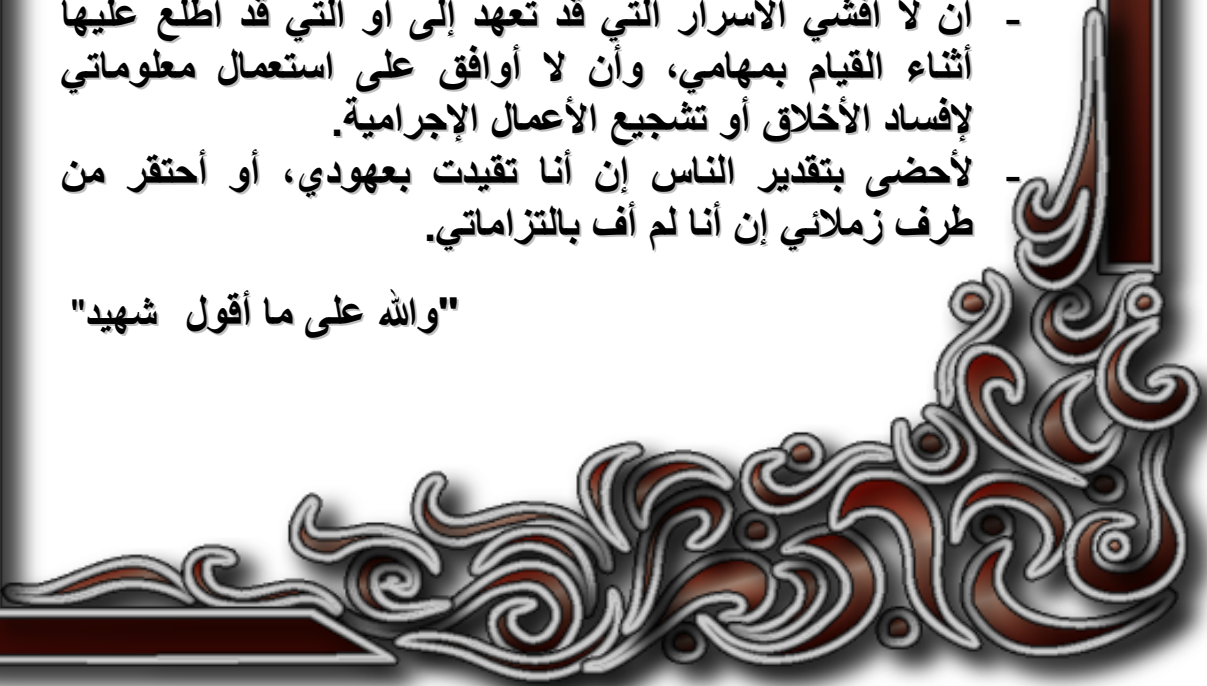 - أن لا أفشي الأسرار التي قد تعهد إلى أو التي قد أطلع عليها
أثناء القيام بمهامي، وأن لا أوافق على استعمال معلوماتي
لإفساد الأخلاق أو تشجيع الأعمال الإجرامية.
- لأحضى بتقدير الناس إن أنا تقيدت بعهودي، أو أحتقر من
طرف زملائي إن أنا لم أف بالتزاماتي.
"والله على ما أقول شهيد"